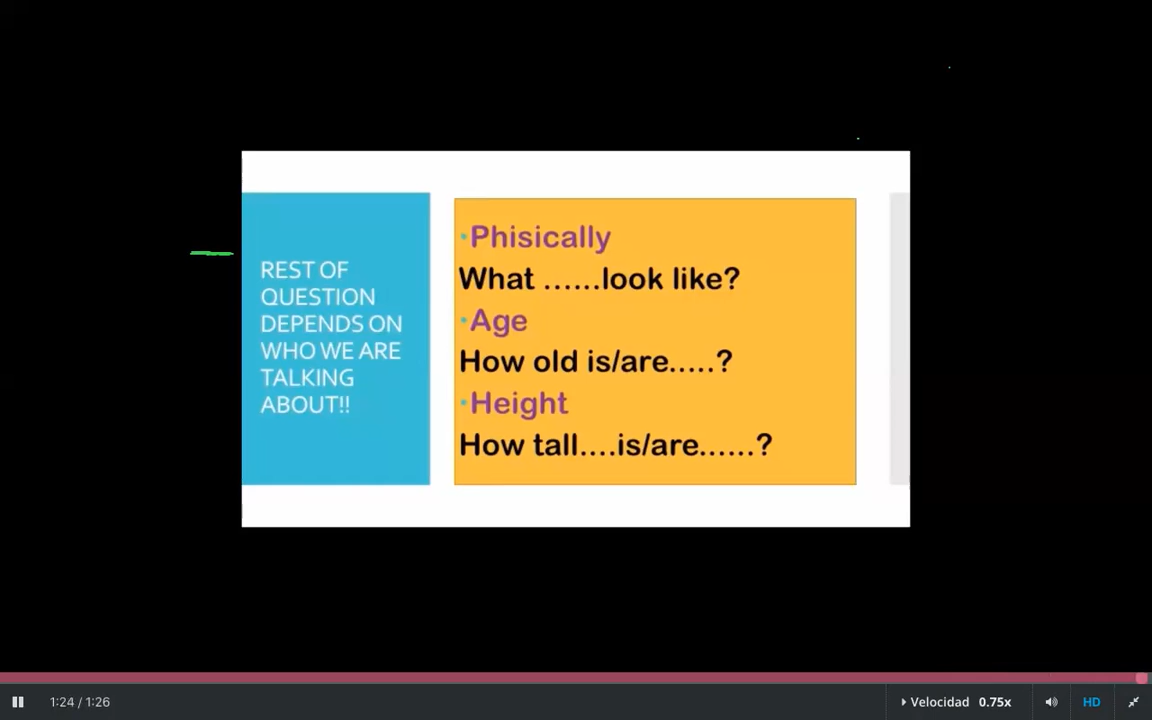 REST OF
QUESTION
DEPENDS ON
WHO WE ARE
TALKING
ABOUT!!
•Phisically
What ......look like?
•Age
How old is/are.....?
•Height
How tall....is/are......?
1:24 / 1:26
Velocidad 0.75x
HD